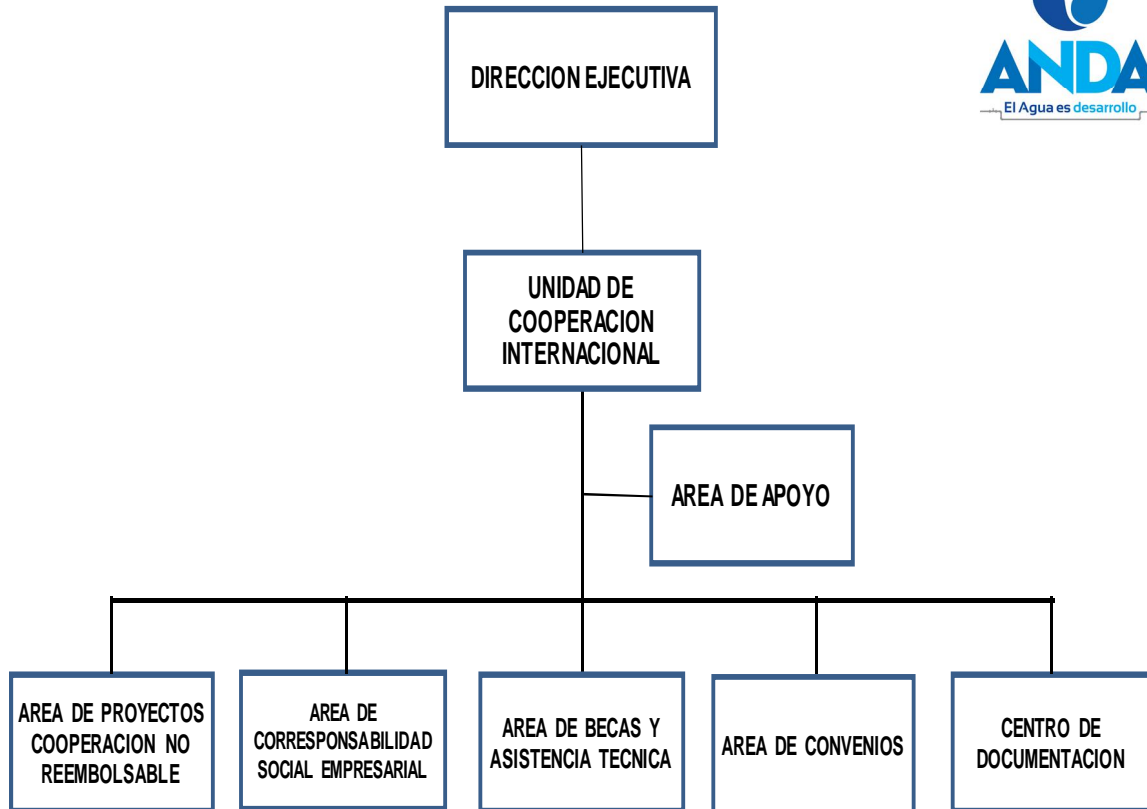 DIRECCION EJECUTIVA
ANDA
El Agua es desarrollo
UNIDAD DE
COOPERACION
INTERNACIONAL
AREA DE APOYO
AREA DE PROYECTOS
COOPERACION NO
REEMBOLSABLE
AREA DE
CORRESPONSABILIDAD
SOCIAL EMPRESARIAL
AREA DE BECAS Y
ASISTENCIA TECNICA
AREA DE CONVENIOS
CENTRO DE
DOCUMENTACION